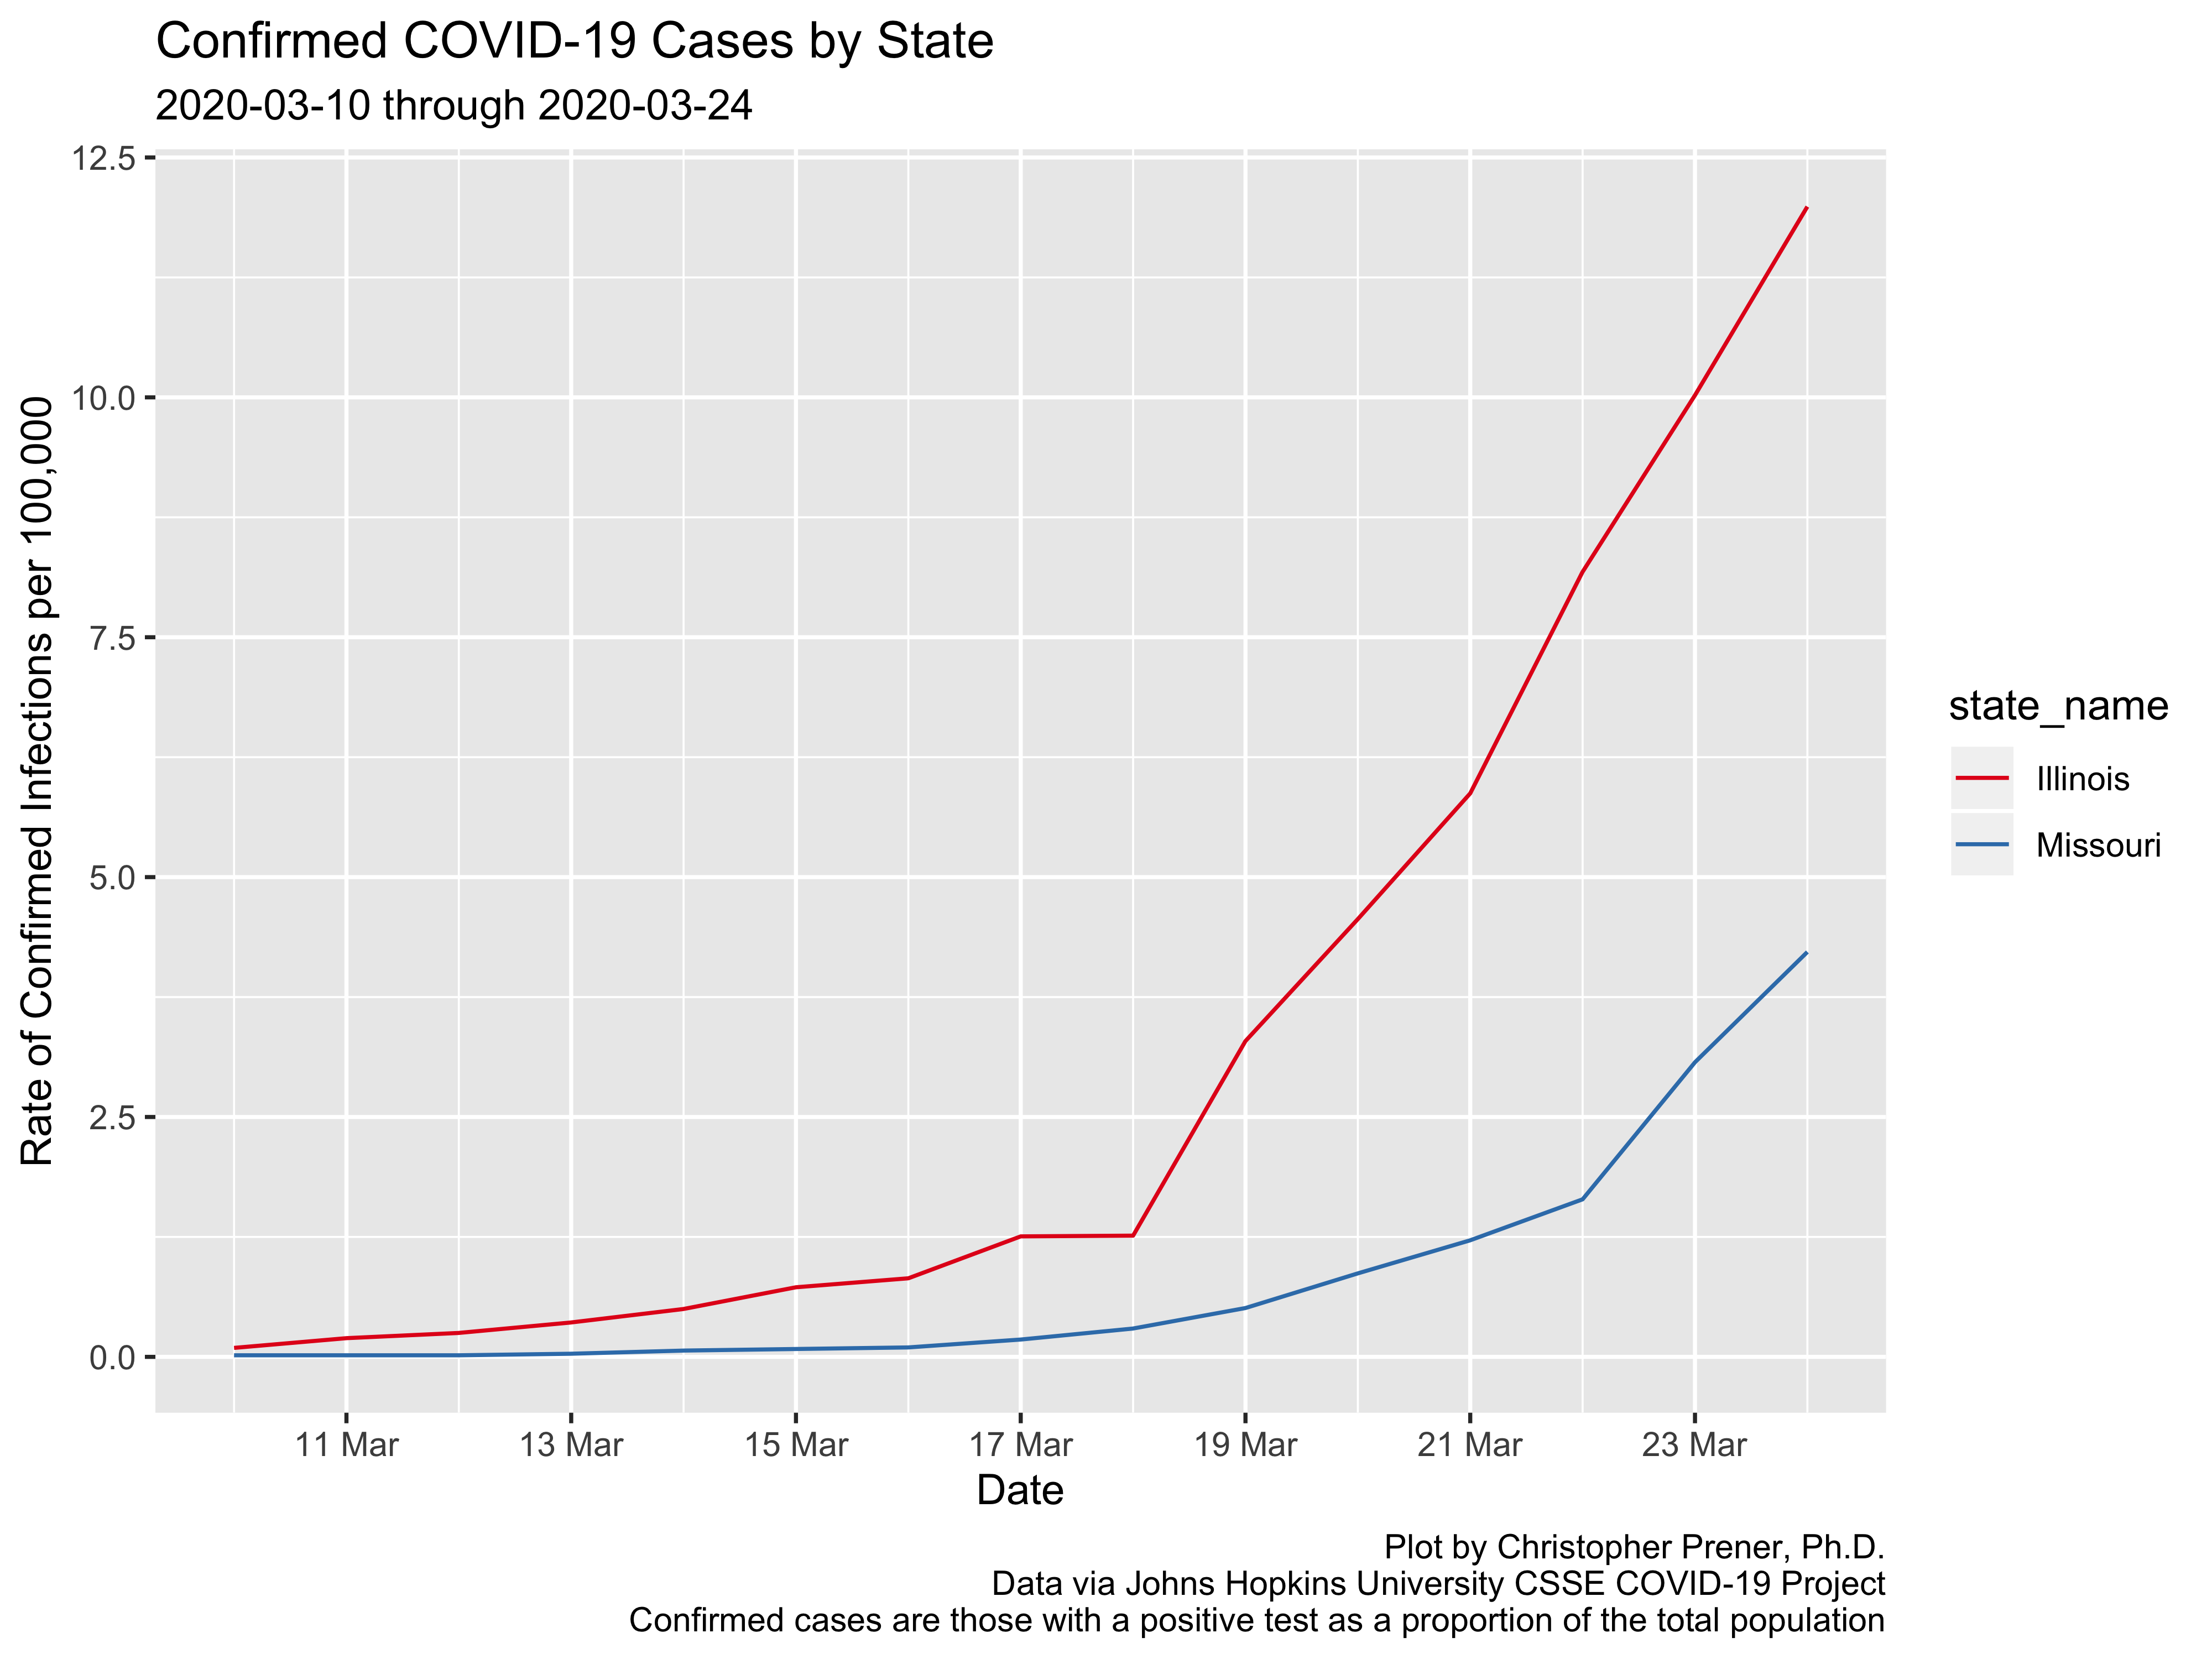 Confirmed COVID-19 Cases by State
2020-03-10 through 2020-03-24
Rate of Confirmed Infections per 100,000
12.5
10.0
7.5
5.0
2.5
0.0
11 Mar
13 Mar
15 Mar
17 Mar
19 Mar
21 Mar
23 Mar
Date
state_name
Illinois
Missouri
Plot by Christopher Prener, Ph.D.
Data via Johns Hopkins University CSSE COVID-19 Project
Confirmed cases are those with a positive test as a proportion of the total population